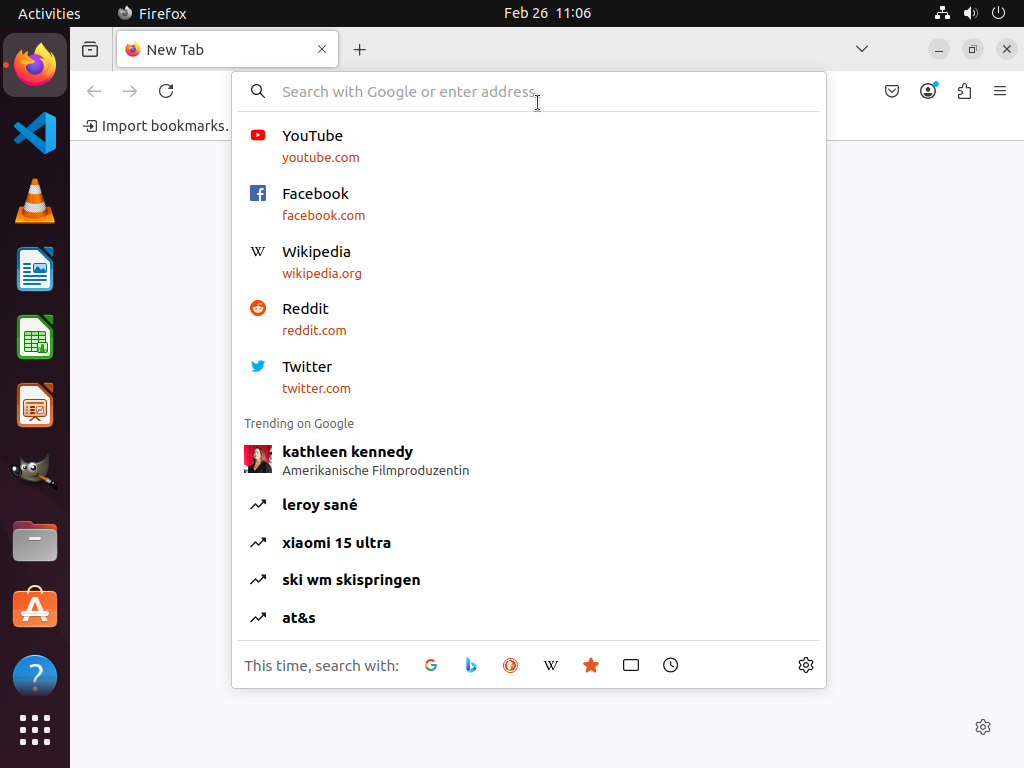 Activities
Firefox
Feb 26 11:06
New Tab
Search with Google or enter address
Import bookmarks.
YouTube
youtube.com
Facebook
facebook.com
W
Wikipedia
wikipedia.org
Reddit
reddit.com
Twitter
twitter.com
Trending on Google
kathleen kennedy
Amerikanische Filmproduzentin
leroy sané
xiaomi 15 ultra
ski wm skispringen
at&s
This time, search with:
W